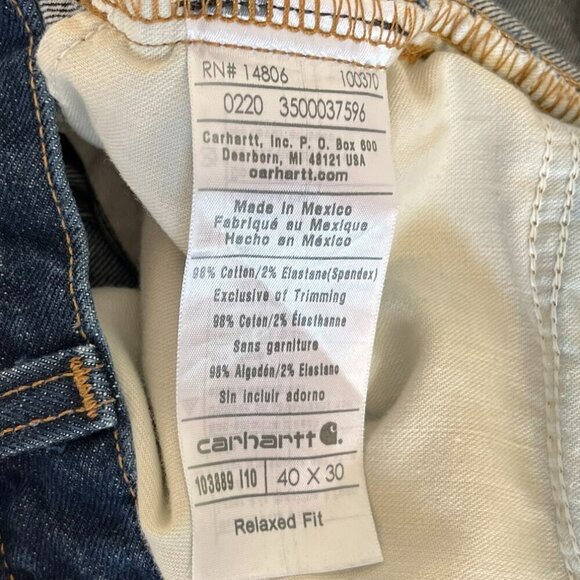 RN# 14806 100370
0220 3500037596
Carhartt, Inc. P. O. Box 600
Dearborn, MI 48121 USA
carhartt.com
Made in Mexico
Fabriqué au Mexique
Hecho en México
98% Cotton/2% Elastane(Spandex)
Exclusive of Trimming
98% Coton/2% Élasthanne
Sans garniture
98% Algodón/2% Elastano
Sin incluir adorno
carhartt
103889 I10 40 X 30
Relaxed Fit